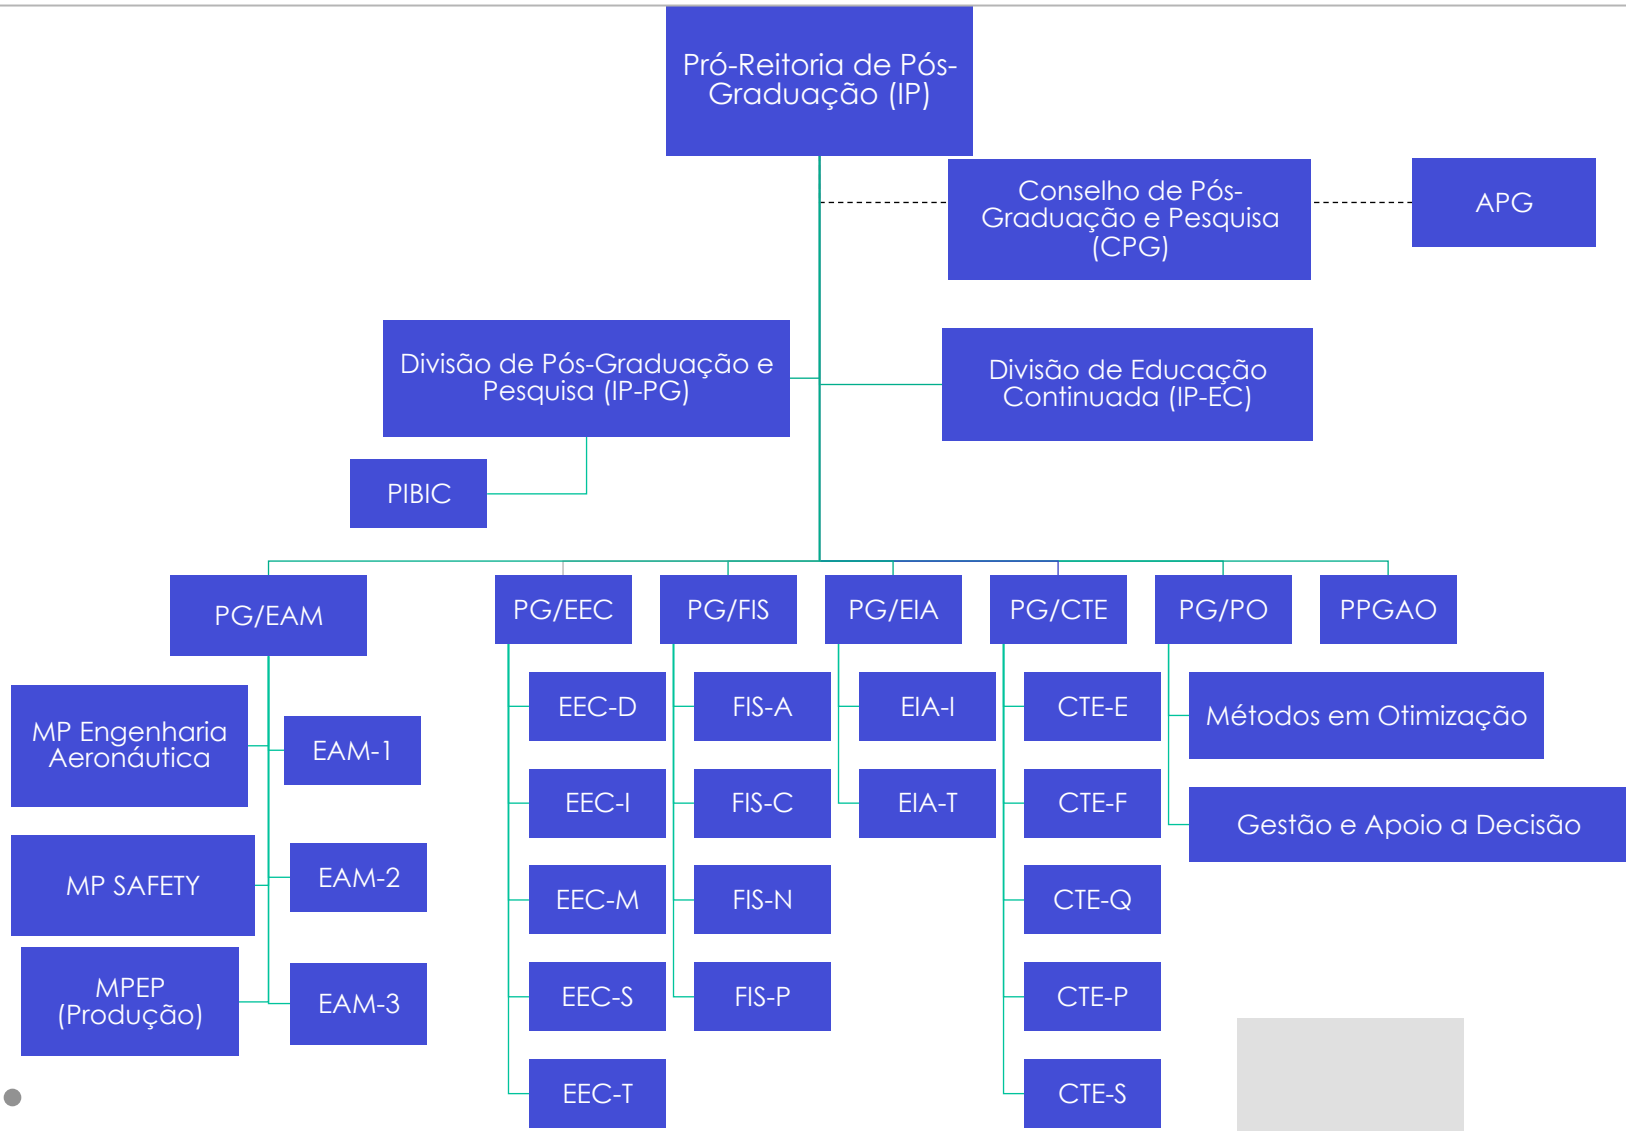 Pró-Reitoria de Pós-
Graduação (IP)
Conselho de Pós-
Graduação e Pesquisa
(CPG)
APG
Divisão de Pós-Graduação e
Pesquisa (IP-PG)
Divisão de Educação
Continuada (IP-EC)
PIBIC
PG/EAM
PG/EEC
PG/FIS
PG/EIA
PG/CTE
PG/PO
PPGAO
MP Engenharia
Aeronáutica
EAM-1
MP SAFETY
EAM-2
MPEP
(Produção)
EAM-3
EEC-D
EEC-I
EEC-M
EEC-S
EEC-T
FIS-A
FIS-C
FIS-N
FIS-P
EIA-I
EIA-T
CTE-E
CTE-F
CTE-Q
CTE-P
CTE-S
Métodos em Otimização
Gestão e Apoio a Decisão